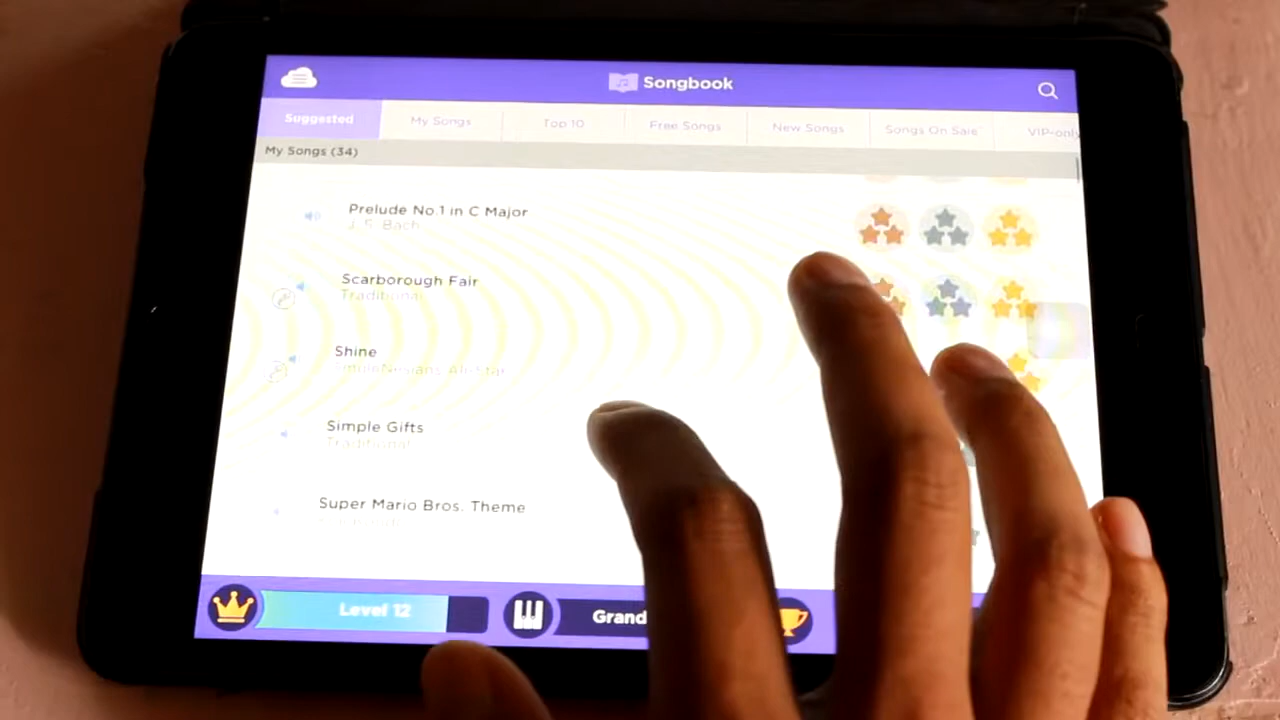 Songbook
Suggested
My Songs
Top 10
Free Songs
New Songs
Songs On Sale
VIP-only
My Songs (34)
Prelude No.1 in C Major
J. S. Bach
Scarborough Fair
Traditional
Shine
Simple Gifts
Traditional
Super Mario Bros. Theme
Level 12
Grand